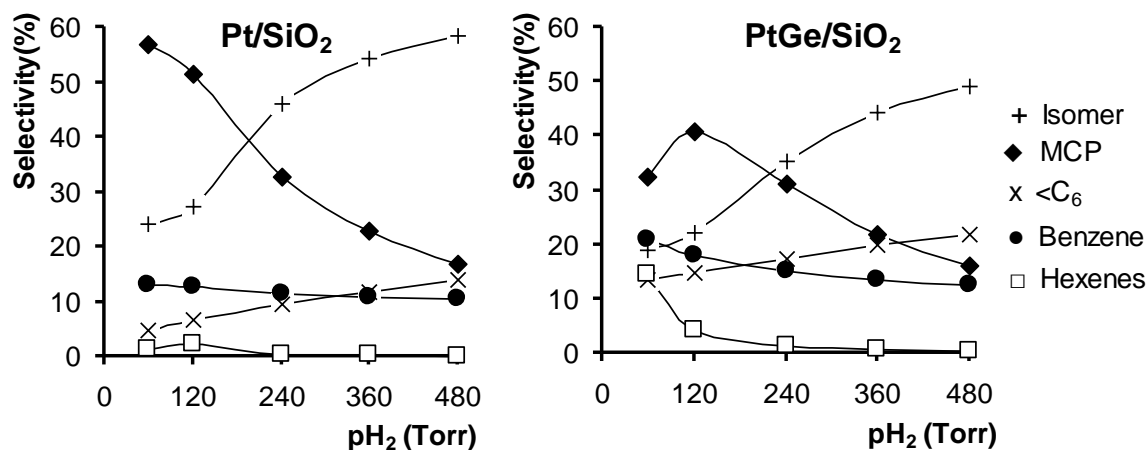 Pt/SiO2
Selectivity(%)
60
50
40
30
20
10
0
0 120 240 360 480
pH2 (Torr)
PtGe/SiO2
Selectivity(%)
60
50
40
30
20
10
0
0 120 240 360 480
pH2 (Torr)
Isomer
MCP
<C6
Benzene
Hexenes